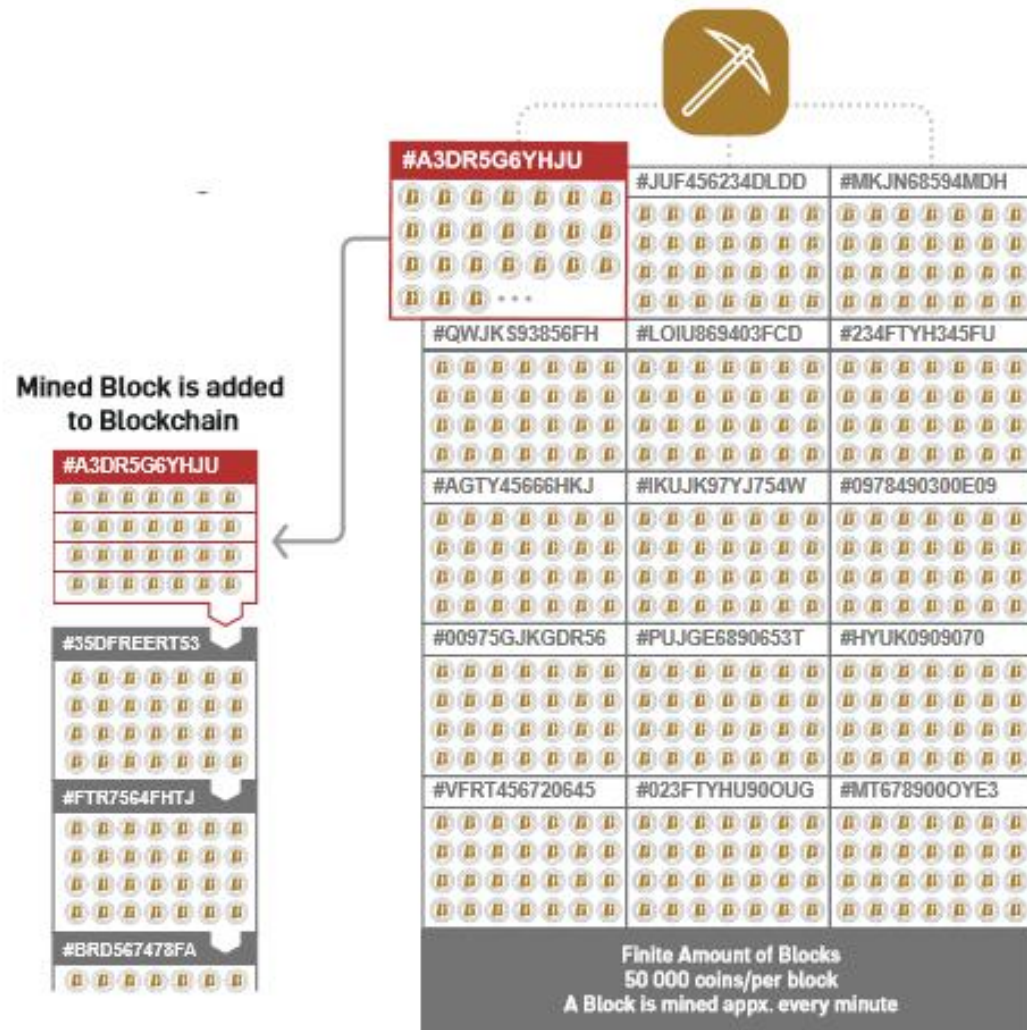 #A3DR5G6YHJU
#JUF456234DLDD
#MKJN68594MDH
#QWJKS93856FH
#LOIU869403FCD
#234FTYH345FU
#AGTY45666HKJ
#IKUJK97YJ754W
#0978490300E09
#00975GJKGDR56
#PUJGE6890653T
#HYUK0909070
#VFRT456720645
#023FTYHU90OUG
#MT678900OYE3
Finite Amount of Blocks
50 000 coins/per block
A Block is mined appx. every minute
Mined Block is added
to Blockchain
#A3DR5G6YHJU
#35DFREERT53
#FTR7564FHTJ
#BRD567478FA